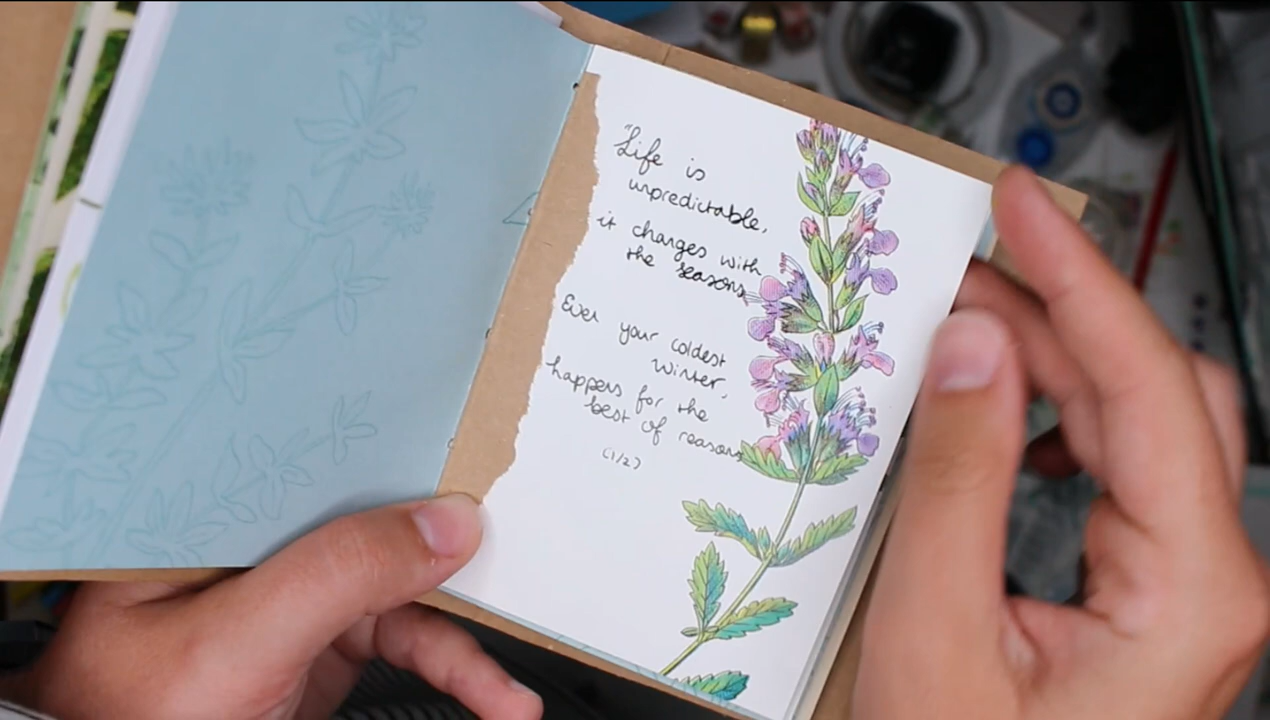 "Life is
unpredictable,
it changes with
the seasons,
Even your coldest
winter,
happens for the
best of reasons
(1/2)